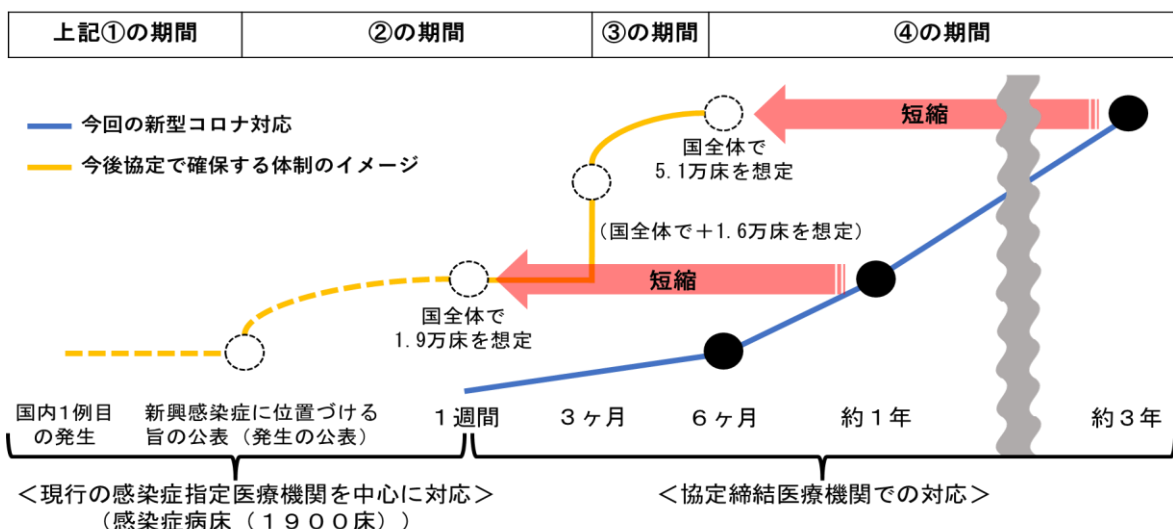 上記①の期間
②の期間
③の期間
④の期間
今回の新型コロナ対応
今後協定で確保する体制のイメージ
短縮
国全体で
5.1万床を想定
(国全体で＋1.6万床を想定)
短縮
国全体で
1.9万床を想定
国内1例目
の発生
新興感染症に位置づける
旨の公表（発生の公表）
１週間
３ヶ月
６ヶ月
約１年
約３年
＜現行の感染症指定医療機関を中心に対応＞
（感染症病床（１９００床））
＜協定締結医療機関での対応＞